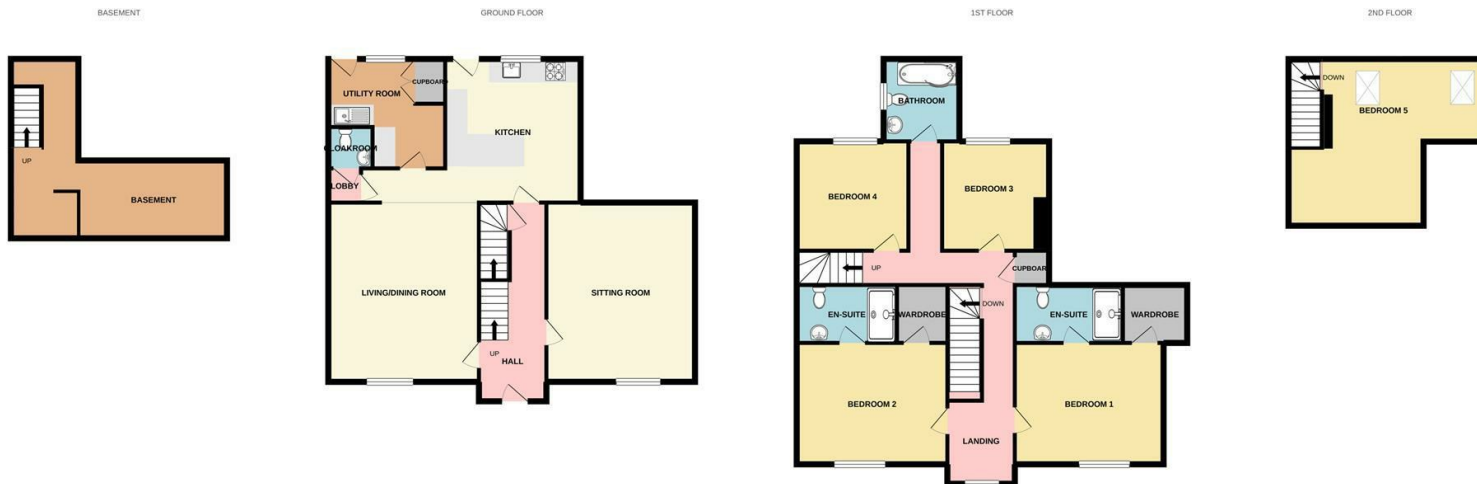 BASEMENT
UP
BASEMENT
GROUND FLOOR
UTILITY ROOM
CUPBOARD
KITCHEN
CLOAKROOM
LOBBY
LIVING/DINING ROOM
SITTING ROOM
UP
HALL
1ST FLOOR
BATHROOM
BEDROOM 4
BEDROOM 3
UP
CUPBOARD
EN-SUITE
WARDROBE
DOWN
EN-SUITE
WARDROBE
BEDROOM 2
BEDROOM 1
LANDING
2ND FLOOR
DOWN
BEDROOM 5